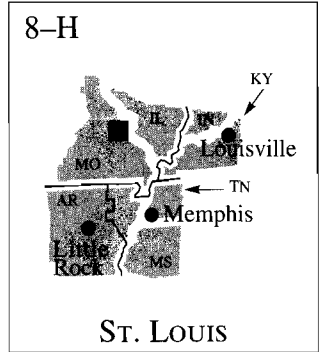 8–H
KY
IL
IN
Louisville
MO
TN
AR
Memphis
Little
Rock
MS
ST. LOUIS